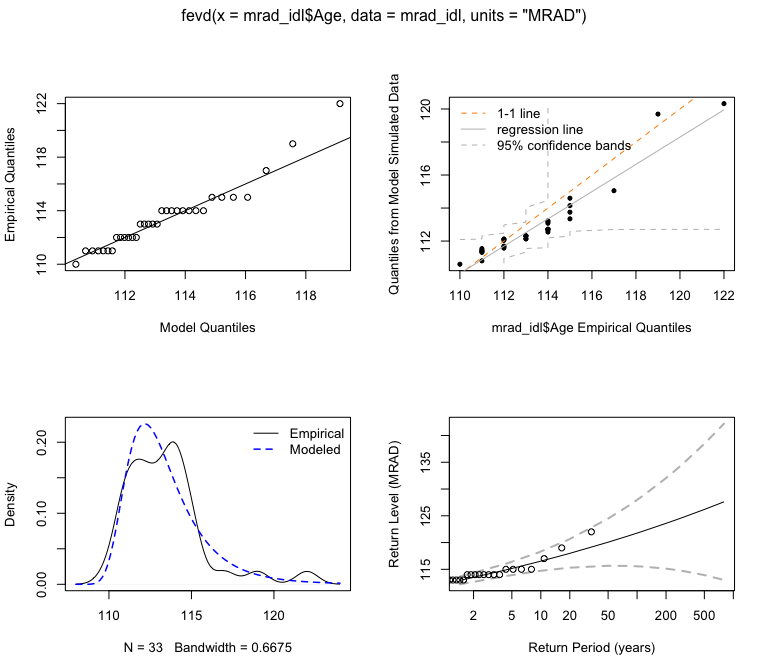 fevd(x = mrad_idl$Age, data = mrad_idl, units = "MRAD")
Empirical Quantiles
122
118
114
110
112
114
116
118
Model Quantiles
Quantiles from Model Simulated Data
120
116
112
1-1 line
regression line
95% confidence bands
110
112
114
116
118
120
122
mrad_idl$Age Empirical Quantiles
Density
0.20
0.10
0.00
Empirical
Modeled
110
115
120
N = 33 Bandwidth = 0.6675
Return Level (MRAD)
135
125
115
2
5
10
20
50
200
500
Return Period (years)